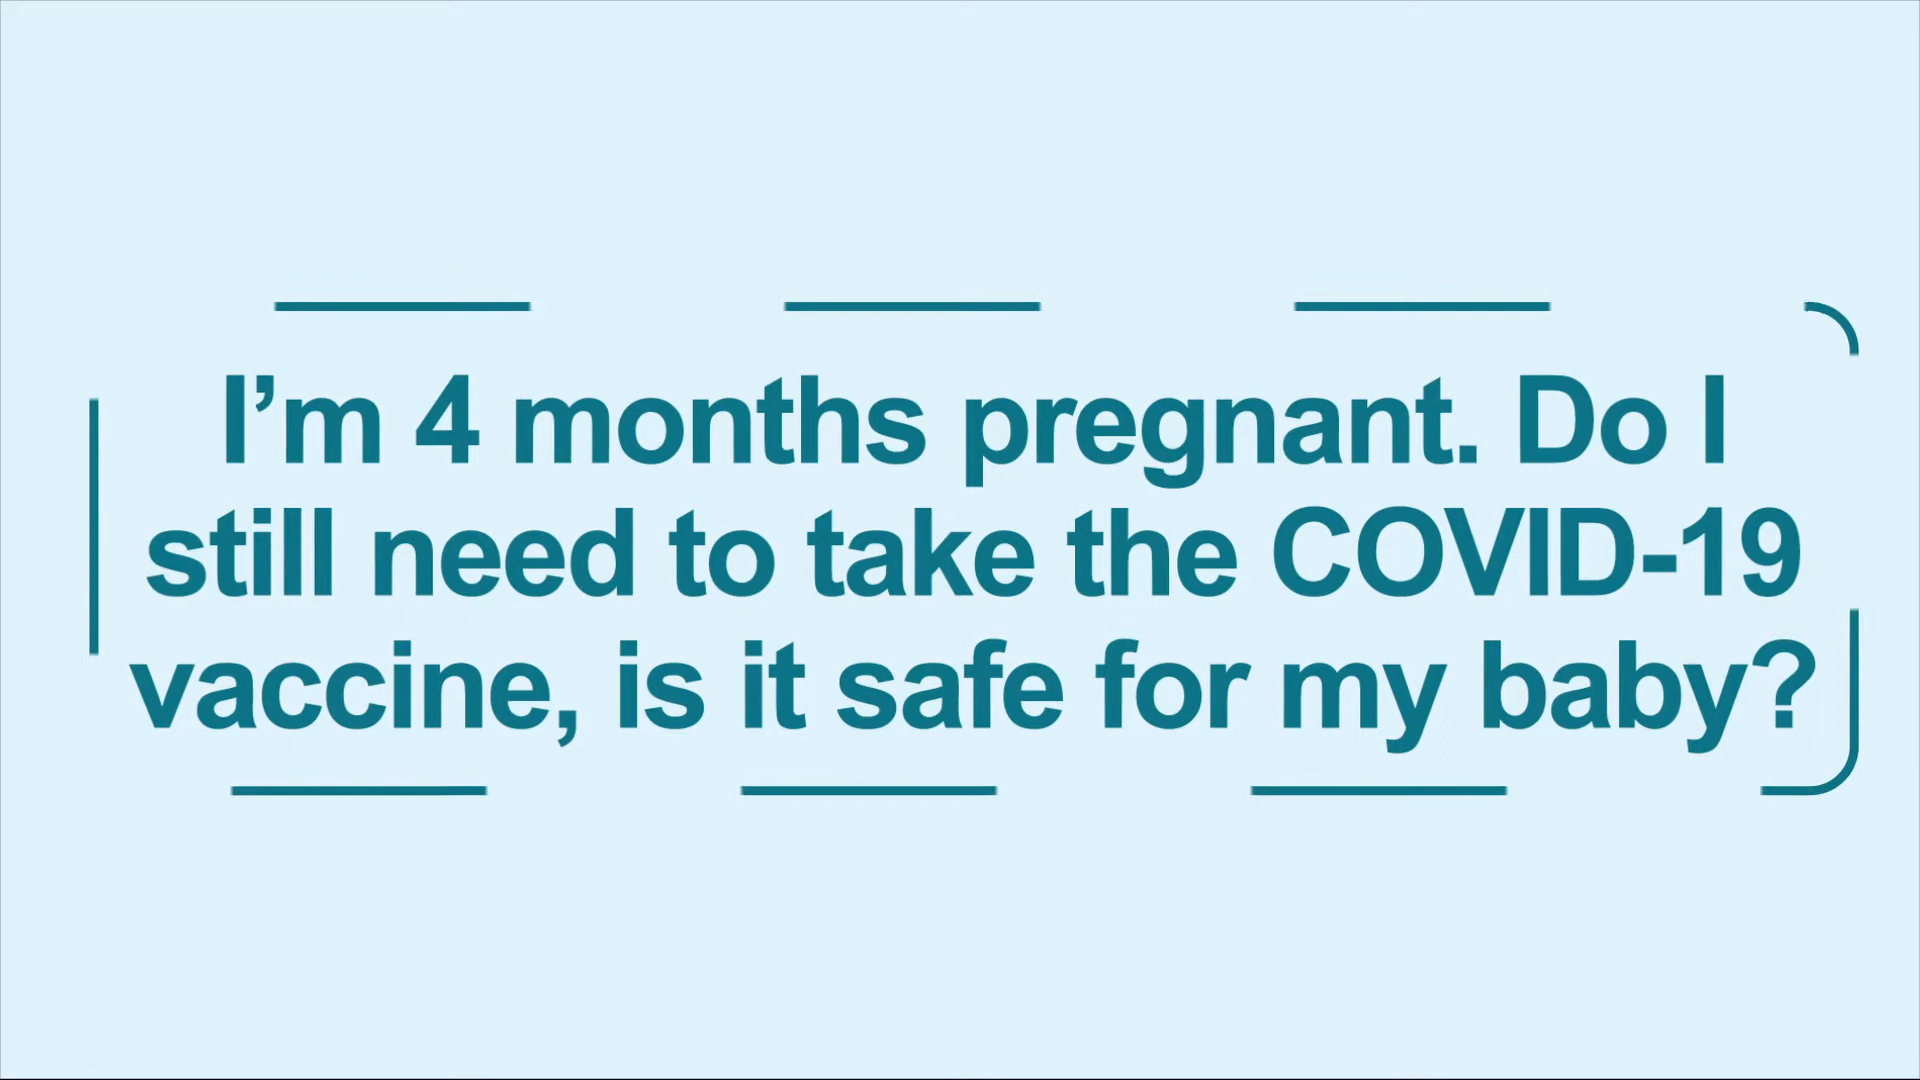 I’m 4 months pregnant. Do I
still need to take the COVID-19
vaccine, is it safe for my baby?